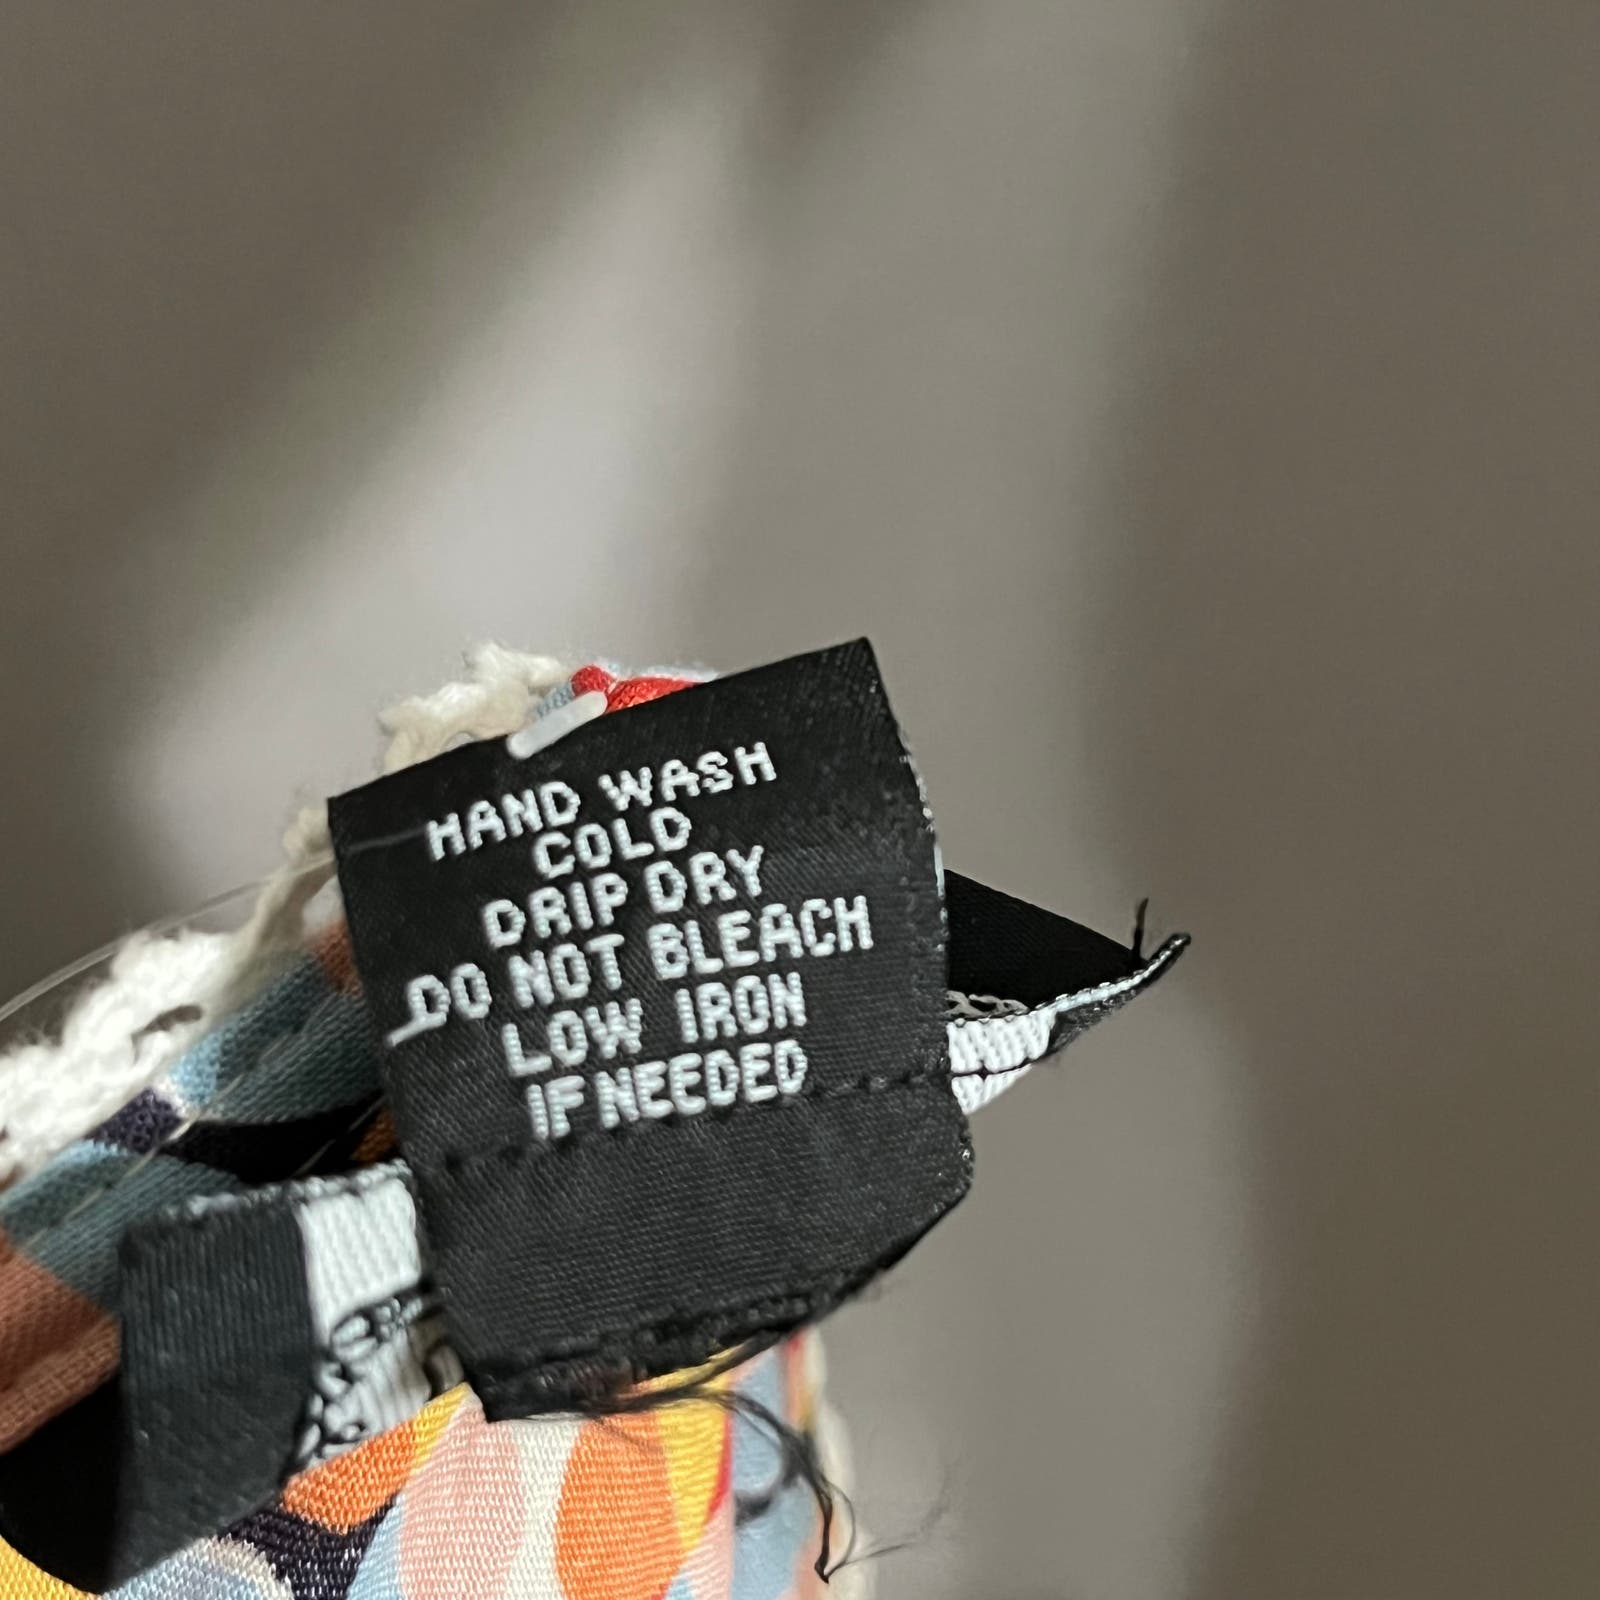 HAND WASH
COLD
DRIP DRY
DO NOT BLEACH
LOW IRON
IF NEEDED